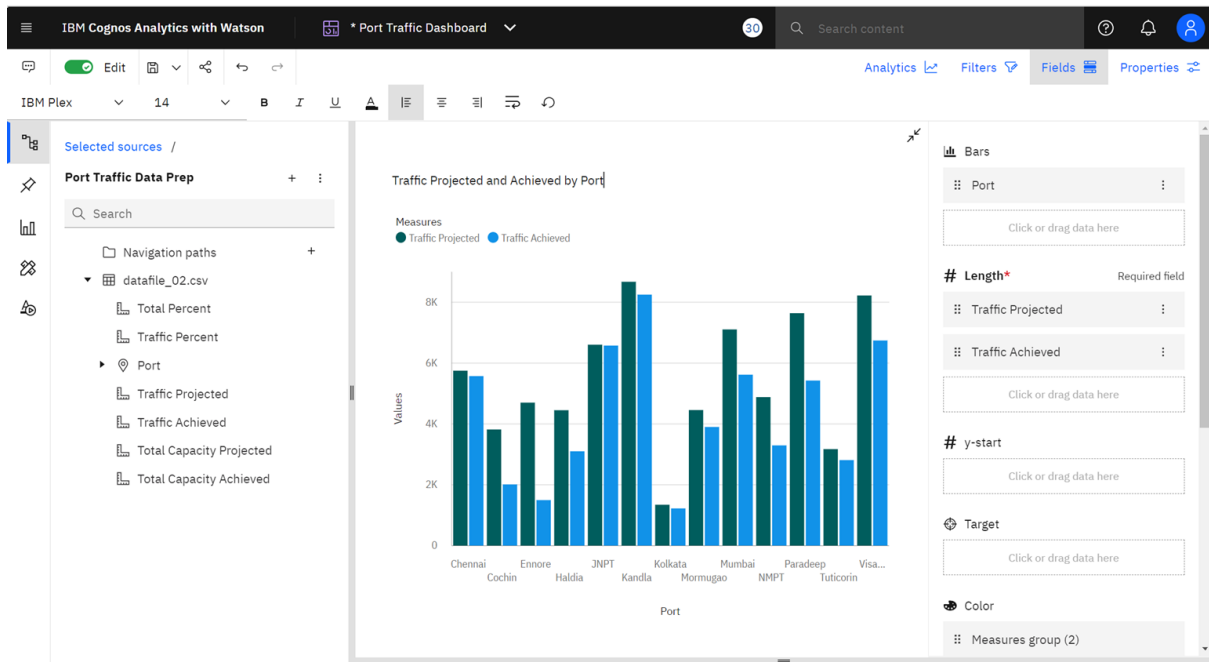 IBM Cognos Analytics with Watson
* Port Traffic Dashboard
30
Search content
Edit
Analytics
Filters
Fields
Properties
IBM Plex
14
B
I
U
A
Selected sources /
Port Traffic Data Prep
Search
Navigation paths
datafile_02.csv
Total Percent
Traffic Percent
Port
Traffic Projected
Traffic Achieved
Total Capacity Projected
Total Capacity Achieved
Traffic Projected and Achieved by Port
Measures
Traffic Projected
Traffic Achieved
Values
8K
6K
4K
2K
0
Chennai
Cochin
Ennore
Haldia
JNPT
Kandla
Kolkata
Mormugao
Mumbai
NMPT
Paradeep
Tuticorin
Visa...
Port
Bars
Port
Click or drag data here
# Length*
Required field
Traffic Projected
Traffic Achieved
Click or drag data here
# y-start
Click or drag data here
Target
Click or drag data here
Color
Measures group (2)